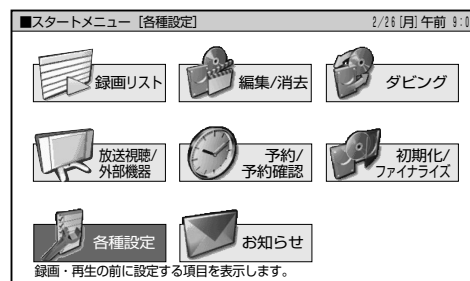 ■スタートメニュー [各種設定] 2/26[月]午前 9:0
録画リスト
編集/消去
ダビング
放送視聴/
外部機器
予約/
予約確認
初期化/
ファイナライズ
各種設定
お知らせ
録画・再生の前に設定する項目を表示します。